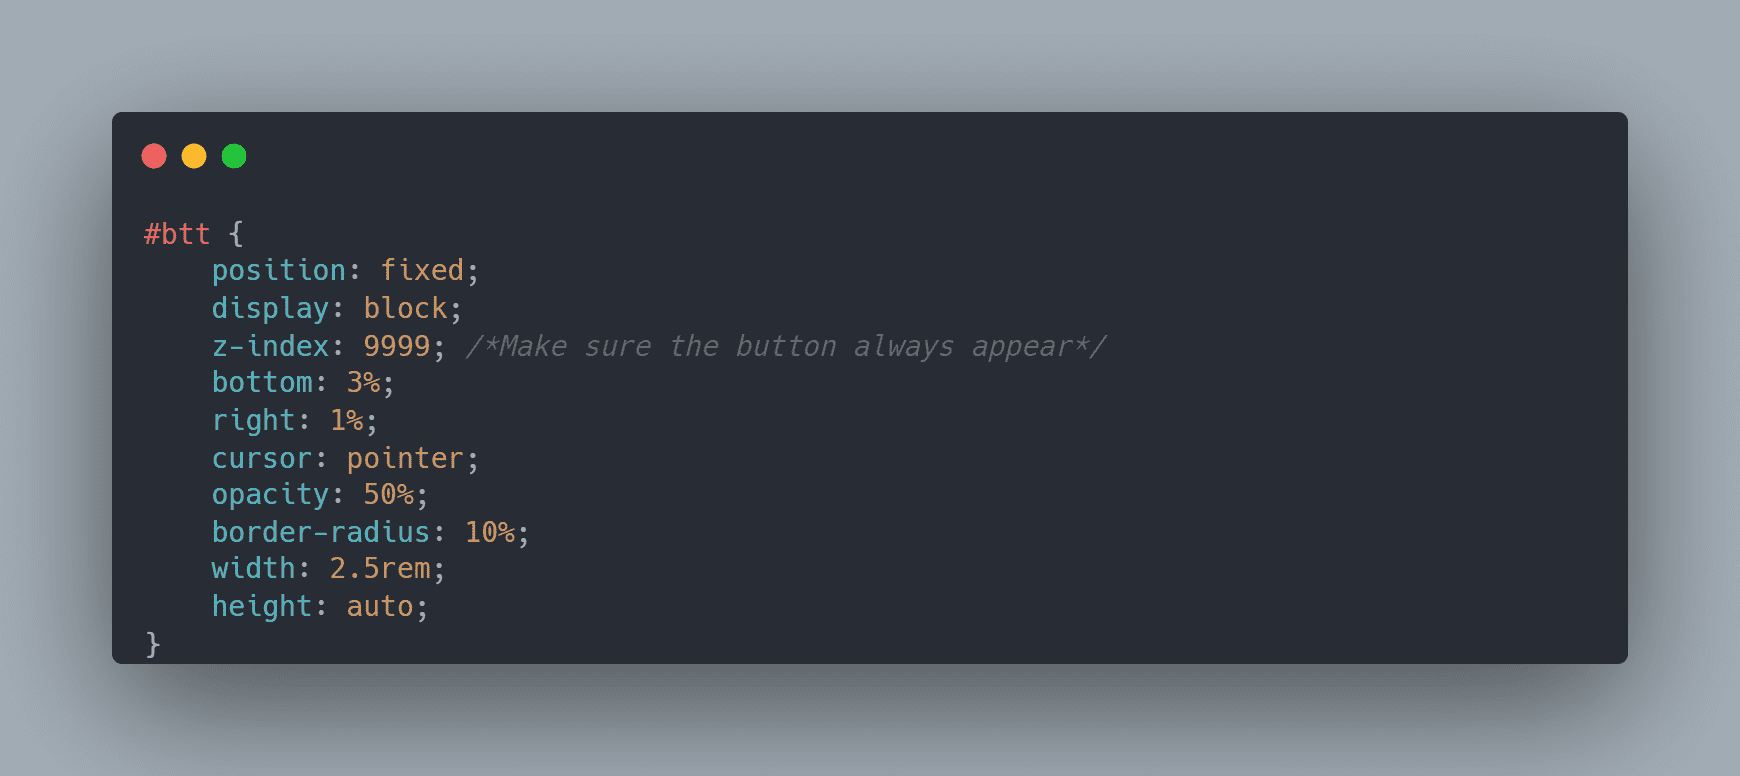 #btt {
    position: fixed;
    display: block;
    z-index: 9999; /*Make sure the button always appear*/
    bottom: 3%;
    right: 1%;
    cursor: pointer;
    opacity: 50%;
    border-radius: 10%;
    width: 2.5rem;
    height: auto;
}